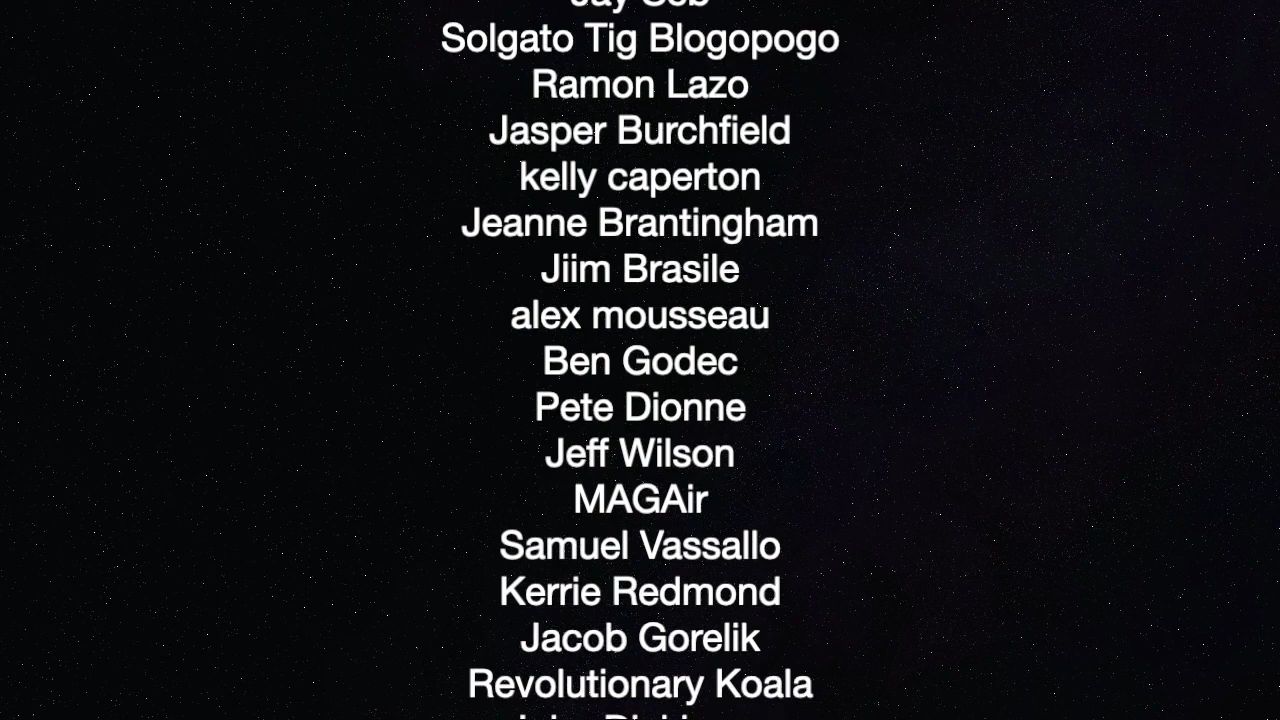 Solgato Tig Blogopogo
Ramon Lazo
Jasper Burchfield
kelly caperton
Jeanne Brantingham
Jiim Brasile
alex mousseau
Ben Godec
Pete Dionne
Jeff Wilson
MAGAir
Samuel Vassallo
Kerrie Redmond
Jacob Gorelik
Revolutionary Koala